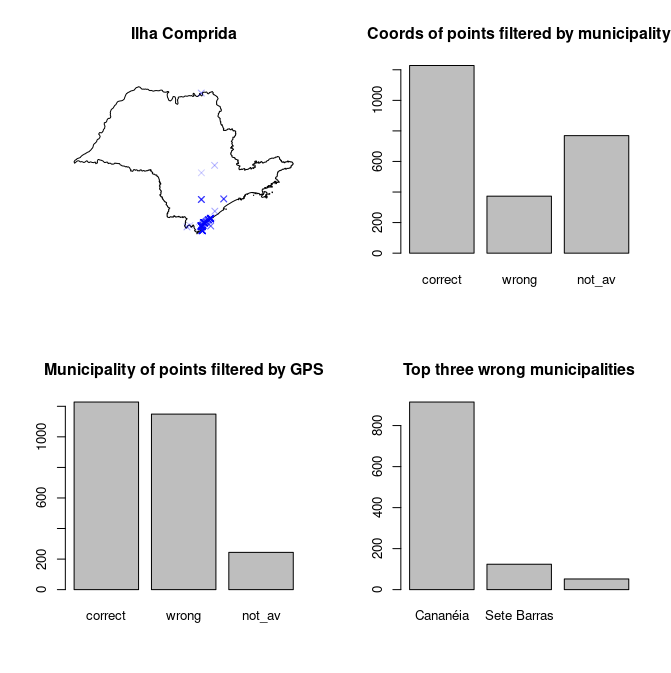 Ilha Comprida
Coords of points filtered by municipality
0 200 600 1000
correct wrong not_av
Municipality of points filtered by GPS
0 200 600 1000
correct wrong not_av
Top three wrong municipalities
0 200 400 600 800
Cananéia Sete Barras